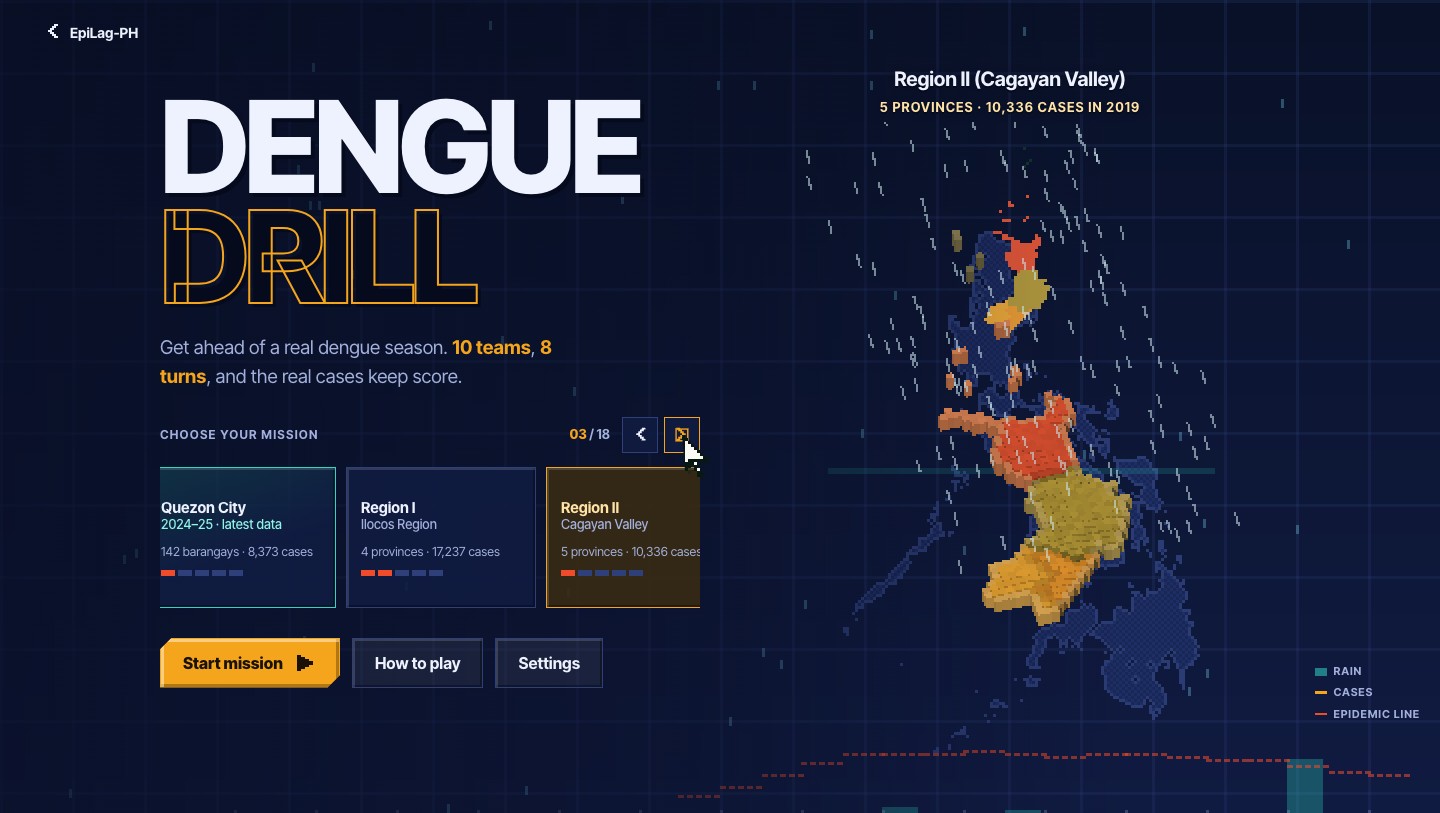 EpiLag-PH
Region II (Cagayan Valley)
5 PROVINCES · 10,336 CASES IN 2019
DENGUE
DRILL
Get ahead of a real dengue season. 10 teams, 8
turns, and the real cases keep score.
CHOOSE YOUR MISSION
03 / 18
Quezon City
2024–25 · latest data
142 barangays · 8,373 cases
Region I
Ilocos Region
4 provinces · 17,237 cases
Region II
Cagayan Valley
5 provinces · 10,336 cases
Start mission
How to play
Settings
RAIN
CASES
EPIDEMIC LINE